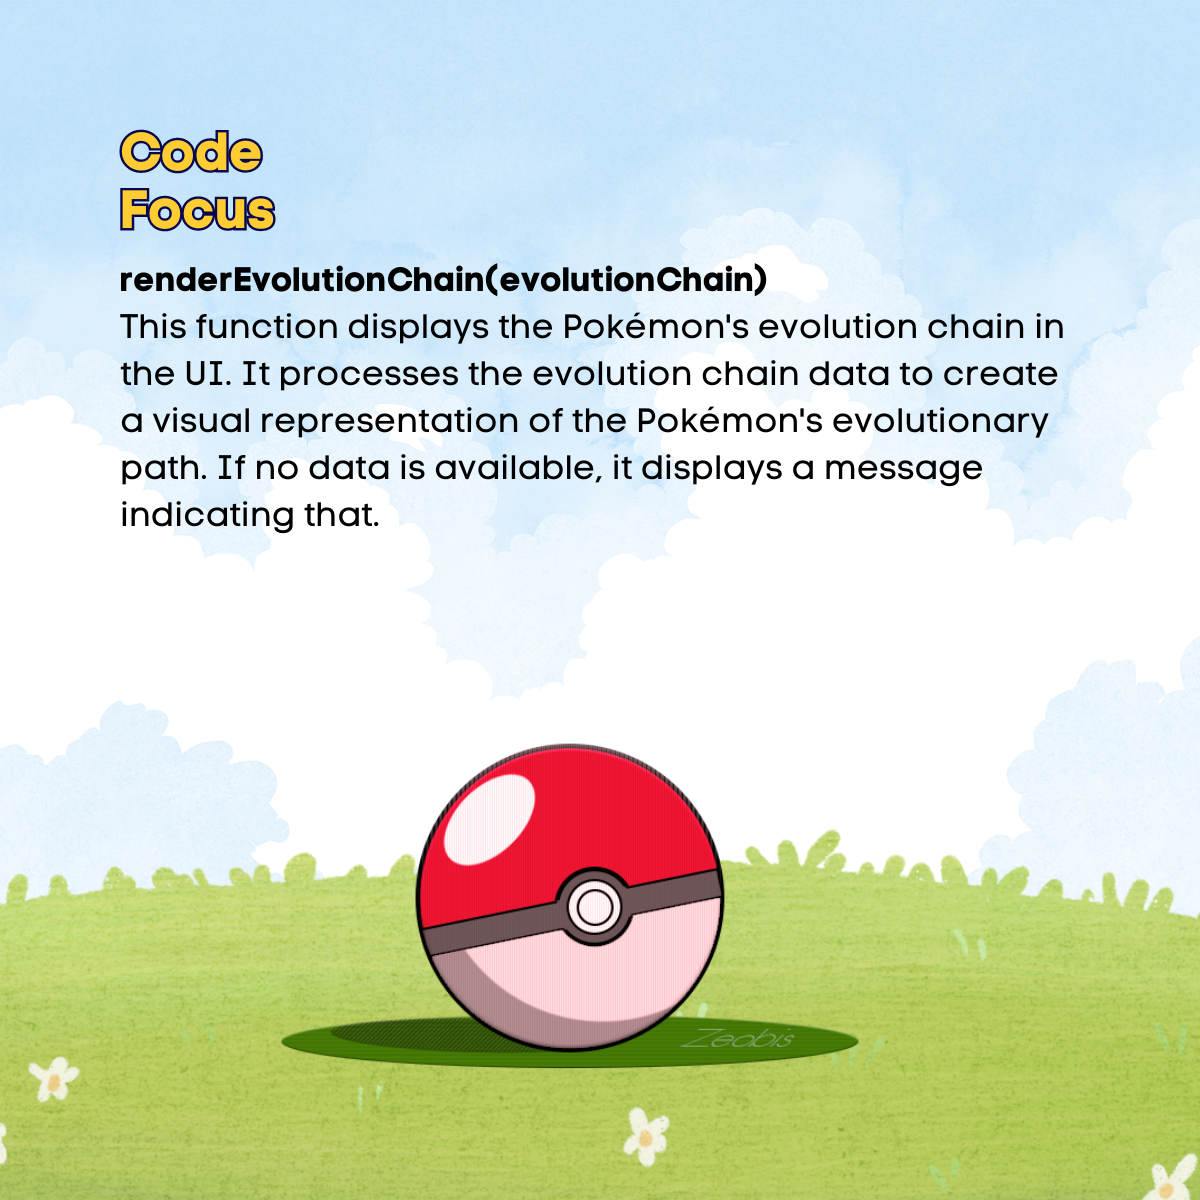 Code
Focus
renderEvolutionChain(evolutionChain)
This function displays the Pokémon's evolution chain in
the UI. It processes the evolution chain data to create
a visual representation of the Pokémon's evolutionary
path. If no data is available, it displays a message
indicating that.
Zeobis